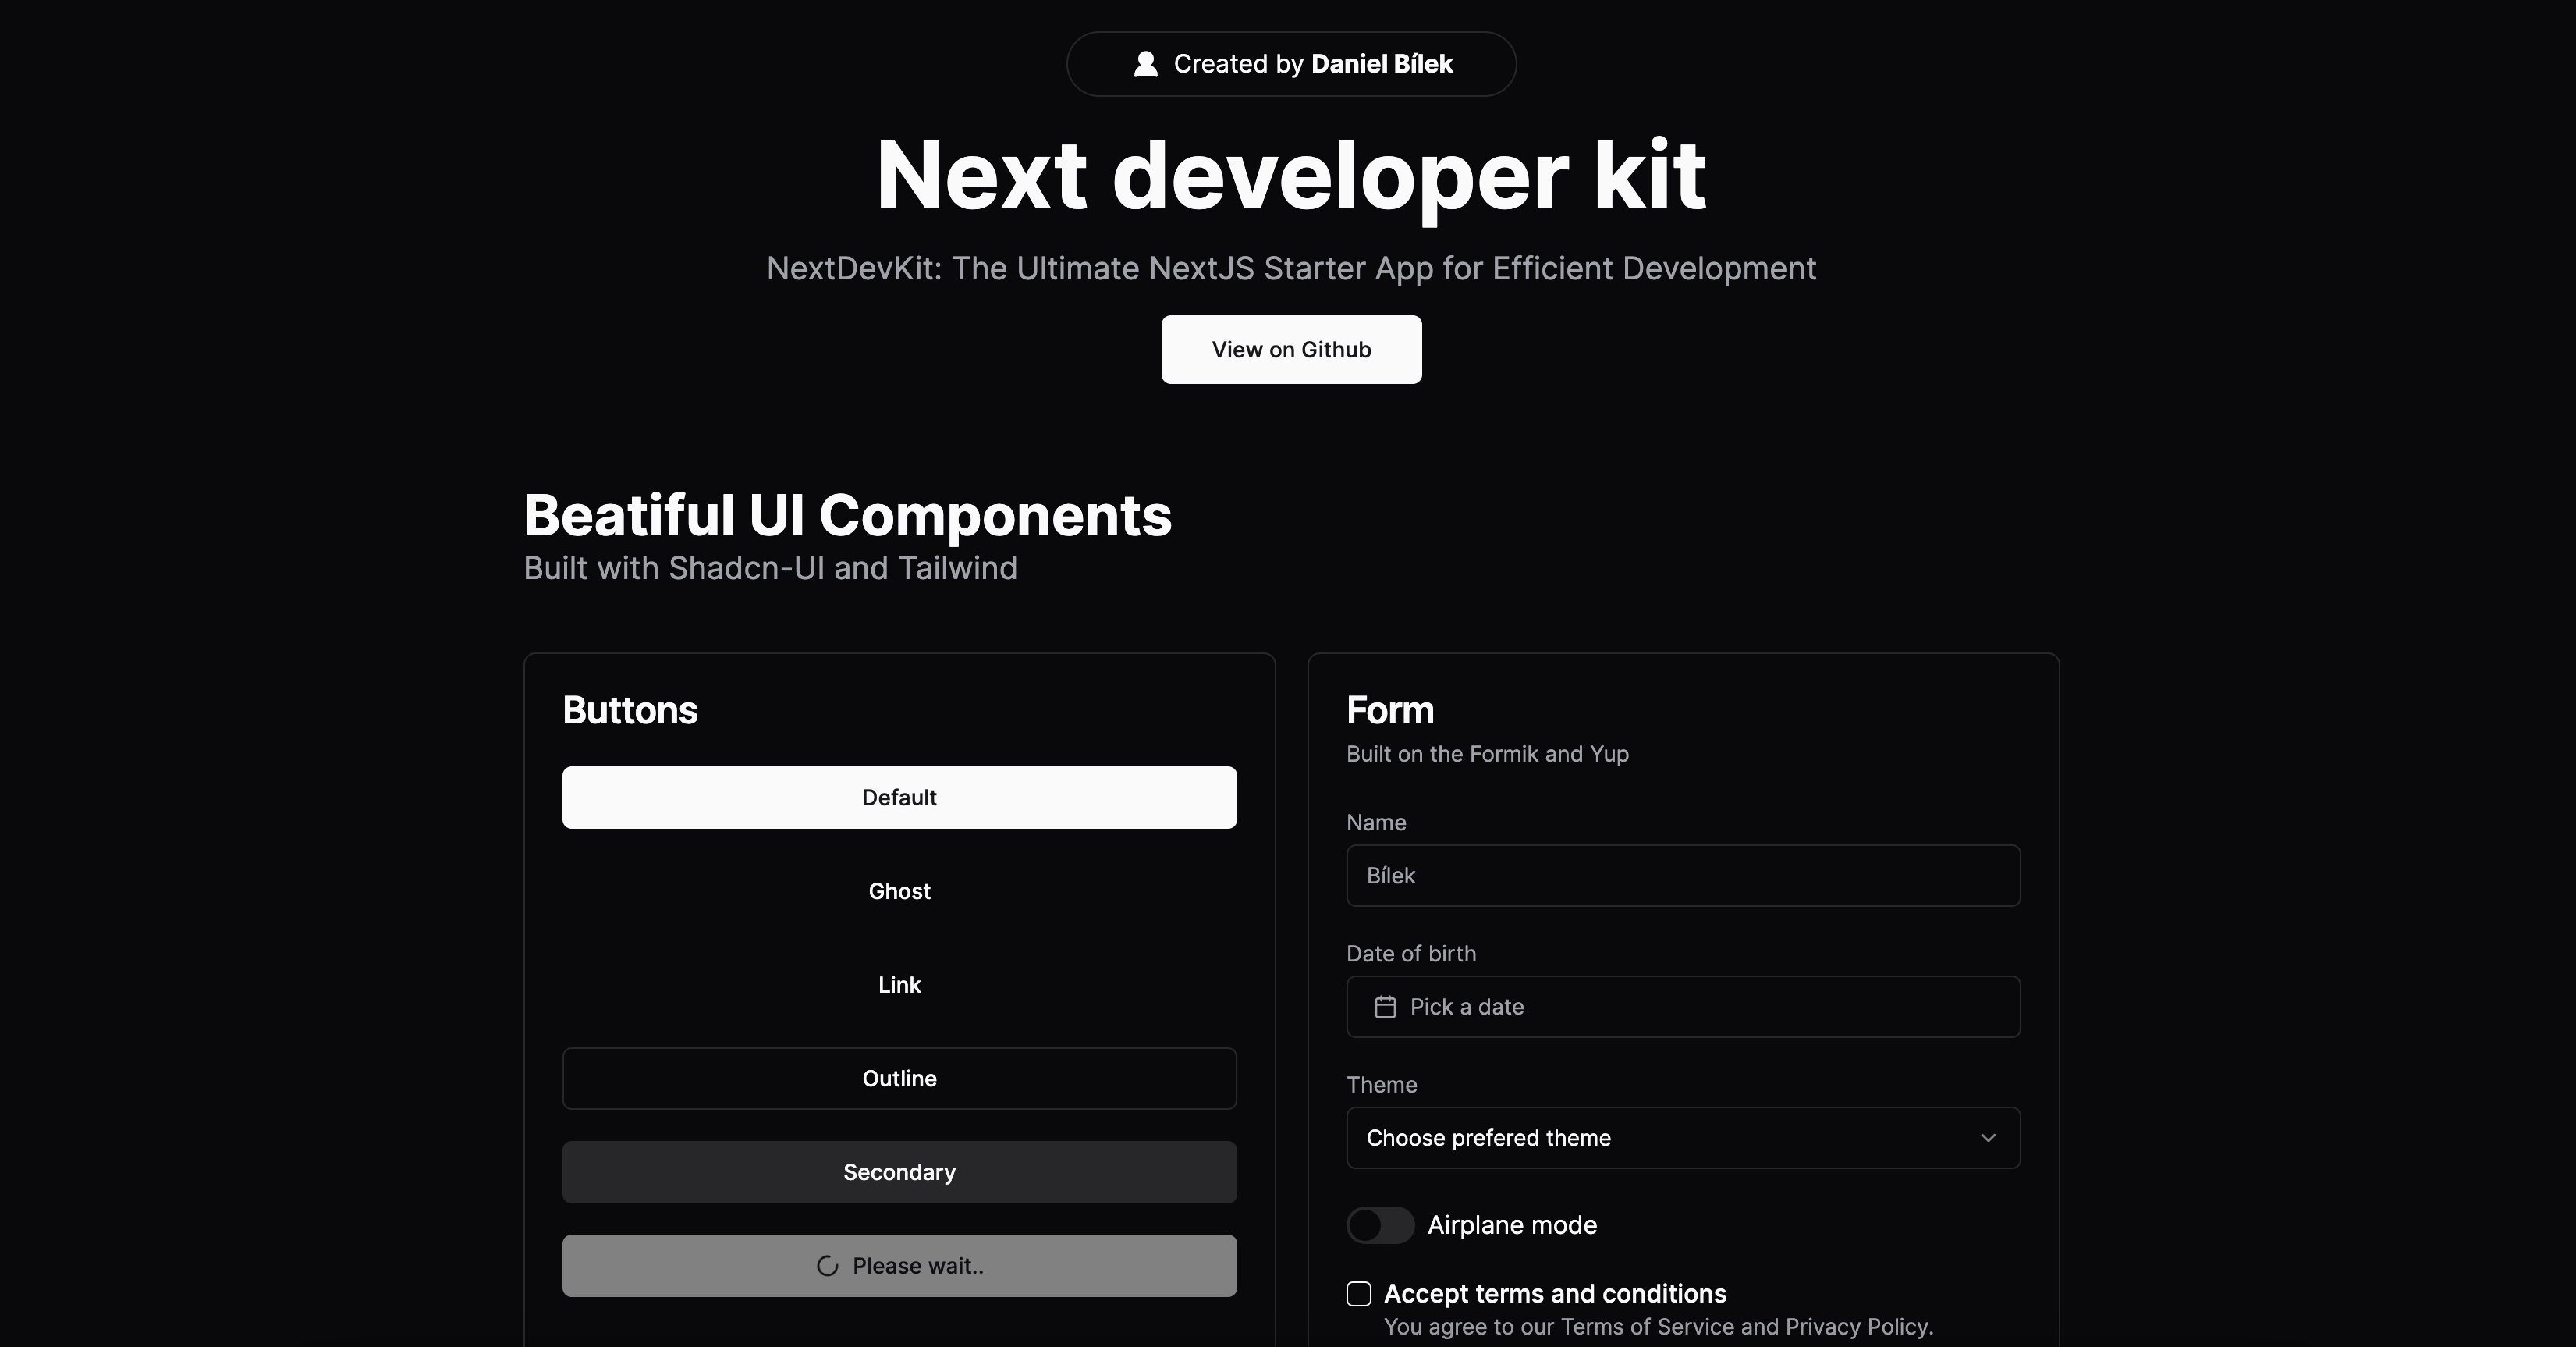 Created by Daniel Bílek
Next developer kit
NextDevKit: The Ultimate NextJS Starter App for Efficient Development
View on Github
Beatiful UI Components
Built with Shadcn-UI and Tailwind
Buttons
Default
Ghost
Link
Outline
Secondary
Please wait..
Form
Built on the Formik and Yup
Name
Bílek
Date of birth
Pick a date
Theme
Choose prefered theme
Airplane mode
Accept terms and conditions
You agree to our Terms of Service and Privacy Policy.